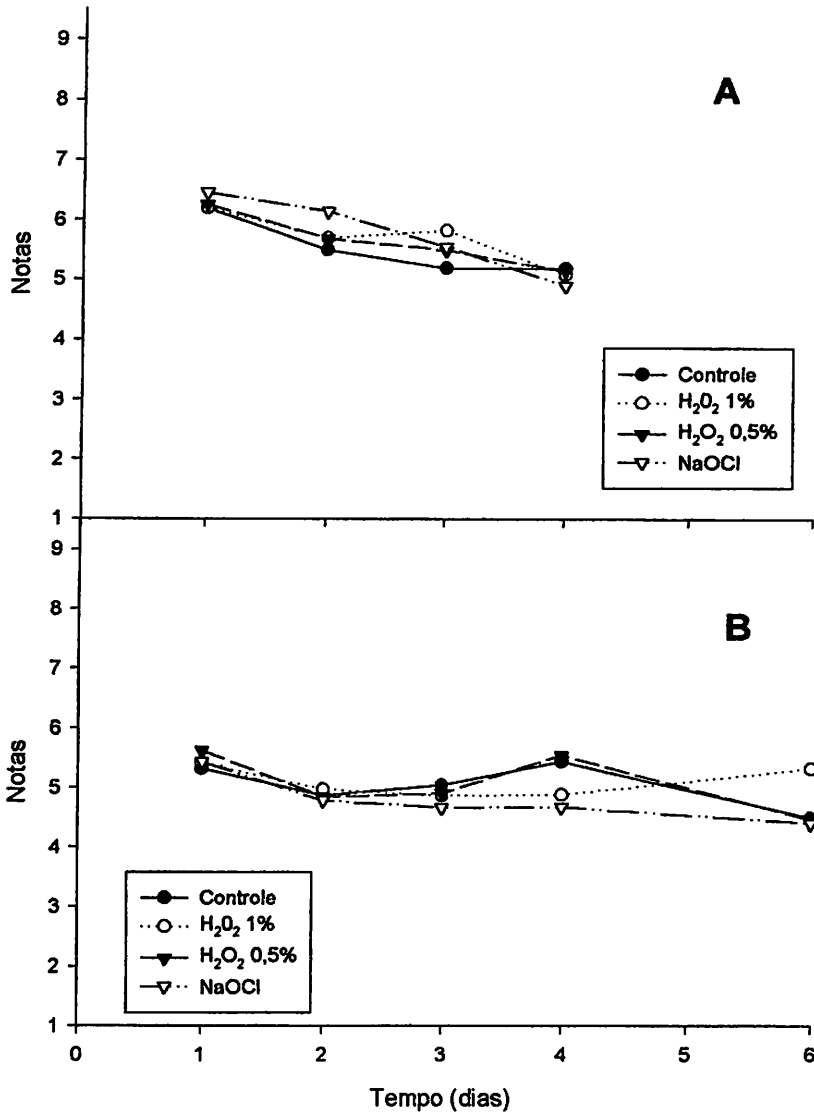 A
9
8
7
6
5
4
3
2
1
Notas
Controle
H₂0₂ 1%
H₂O₂ 0,5%
NaOCl
B
9
8
7
6
5
4
3
2
1
Notas
Controle
H₂0₂ 1%
H₂O₂ 0,5%
NaOCl
0 1 2 3 4 5 6
Tempo (dias)